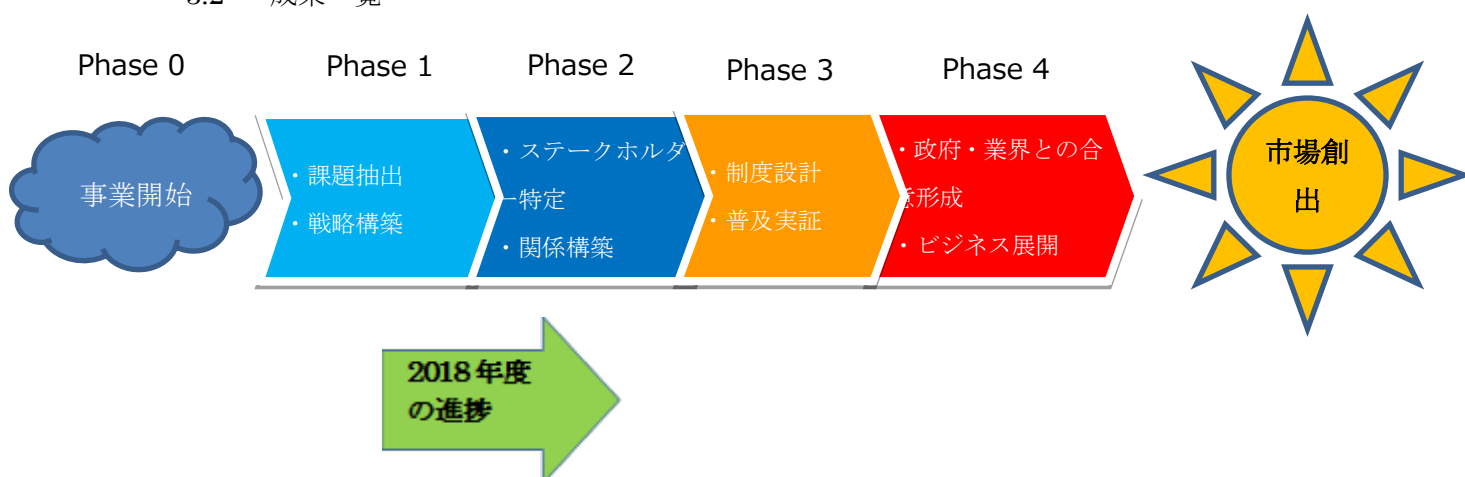 Phase 0
Phase 1
Phase 2
Phase 3
Phase 4
事業開始
・課題抽出
・戦略構築
・ステークホルダ
ー特定
・関係構築
・制度設計
・普及実証
・政府・業界との合
意形成
・ビジネス展開
市場創
出
2018年度
の進捗